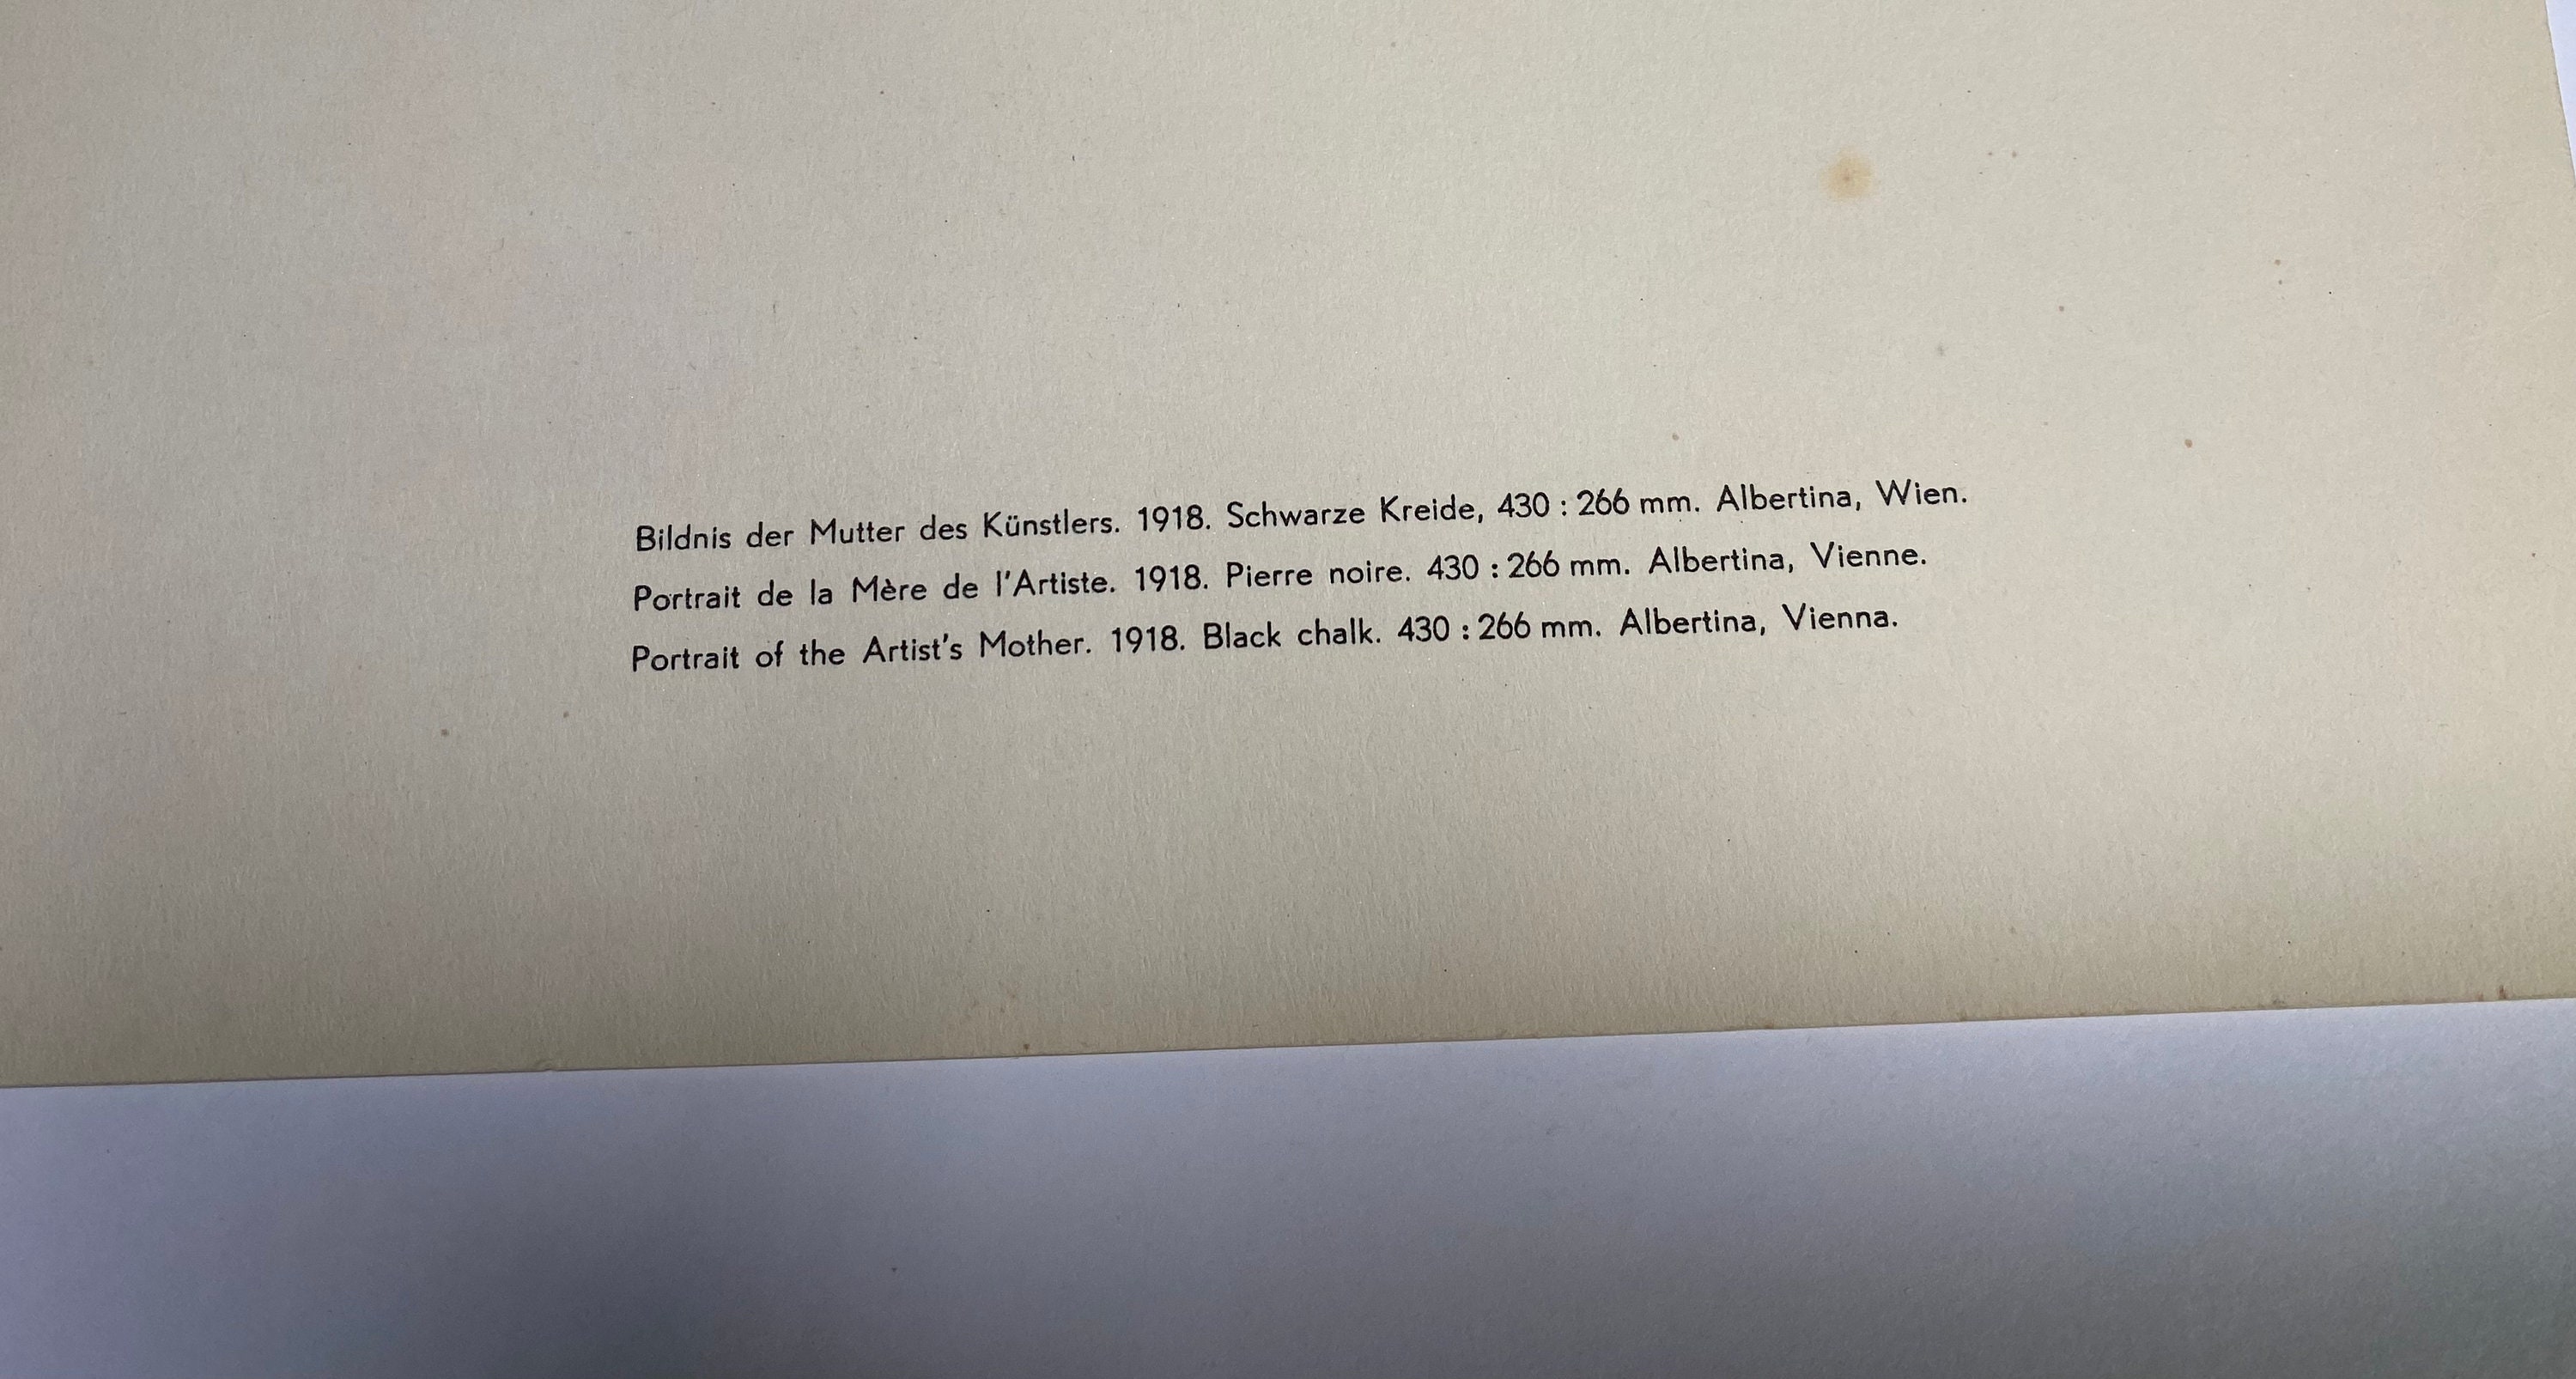 Bildnis der Mutter des Künstlers. 1918. Schwarze Kreide, 430 : 266 mm. Albertina, Wien.
Portrait de la Mère de l'Artiste. 1918. Pierre noire. 430 : 266 mm. Albertina, Vienne.
Portrait of the Artist's Mother. 1918. Black chalk. 430 : 266 mm. Albertina, Vienna.